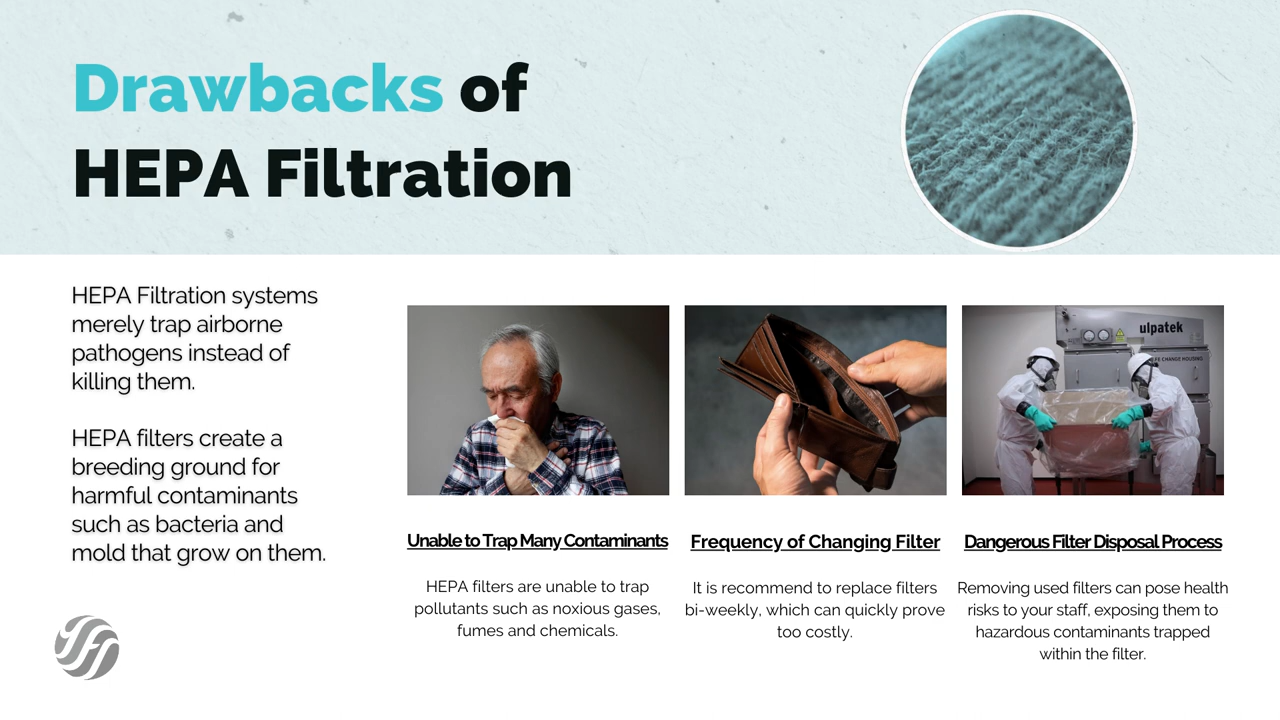 Drawbacks of
HEPA Filtration
HEPA Filtration systems
merely trap airborne
pathogens instead of
killing them.
HEPA filters create a
breeding ground for
harmful contaminants
such as bacteria and
mold that grow on them.
ulpatek
FE CHANGE HOUSING
Unable to Trap Many Contaminants
HEPA filters are unable to trap
pollutants such as noxious gases,
fumes and chemicals.
Frequency of Changing Filter
It is recommend to replace filters
bi-weekly, which can quickly prove
too costly.
Dangerous Filter Disposal Process
Removing used filters can pose health
risks to your staff, exposing them to
hazardous contaminants trapped
within the filter.